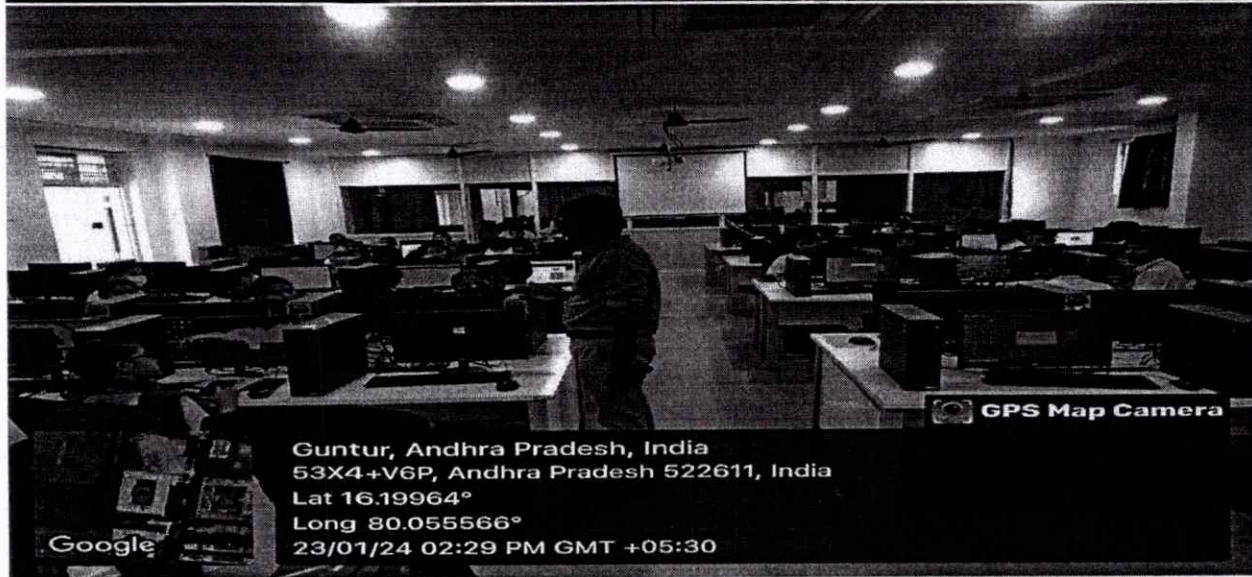 GPS Map Camera
Guntur, Andhra Pradesh, India
53X4+V6P, Andhra Pradesh 522611, India
Lat 16.19964°
Long 80.055566°
23/01/24 02:29 PM GMT +05:30
Google